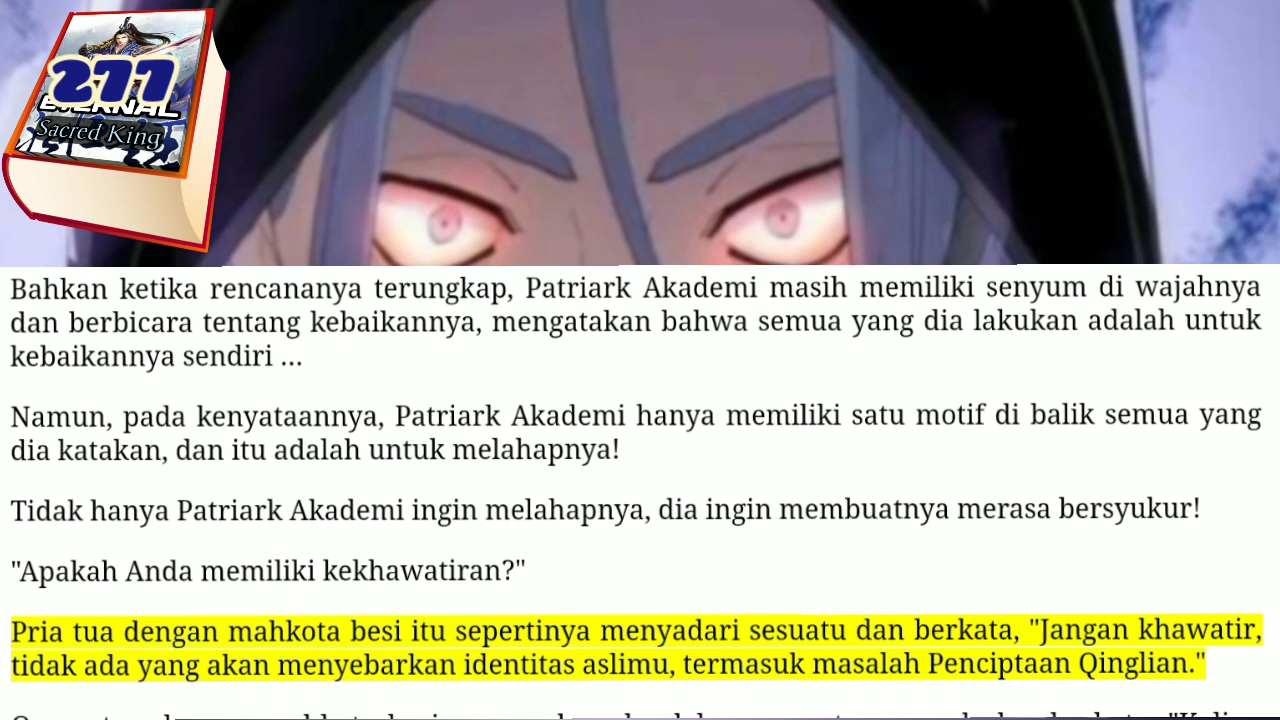 277
ETERNAL
Sacred King
Bahkan ketika rencananya terungkap, Patriark Akademi masih memiliki senyum di wajahnya
dan berbicara tentang kebaikannya, mengatakan bahwa semua yang dia lakukan adalah untuk
kebaikannya sendiri ...
Namun, pada kenyataannya, Patriark Akademi hanya memiliki satu motif di balik semua yang
dia katakan, dan itu adalah untuk melahapnya!
Tidak hanya Patriark Akademi ingin melahapnya, dia ingin membuatnya merasa bersyukur!
"Apakah Anda memiliki kekhawatiran?"
Pria tua dengan mahkota besi itu sepertinya menyadari sesuatu dan berkata, "Jangan khawatir,
tidak ada yang akan menyebarkan identitas aslimu, termasuk masalah Penciptaan Qinglian."